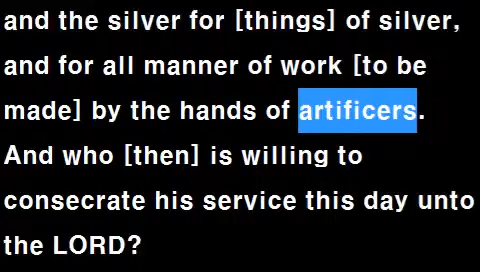 and the silver for [things] of silver,
and for all manner of work [to be
made] by the hands of artificers.
And who [then] is willing to
consecrate his service this day unto
the LORD?